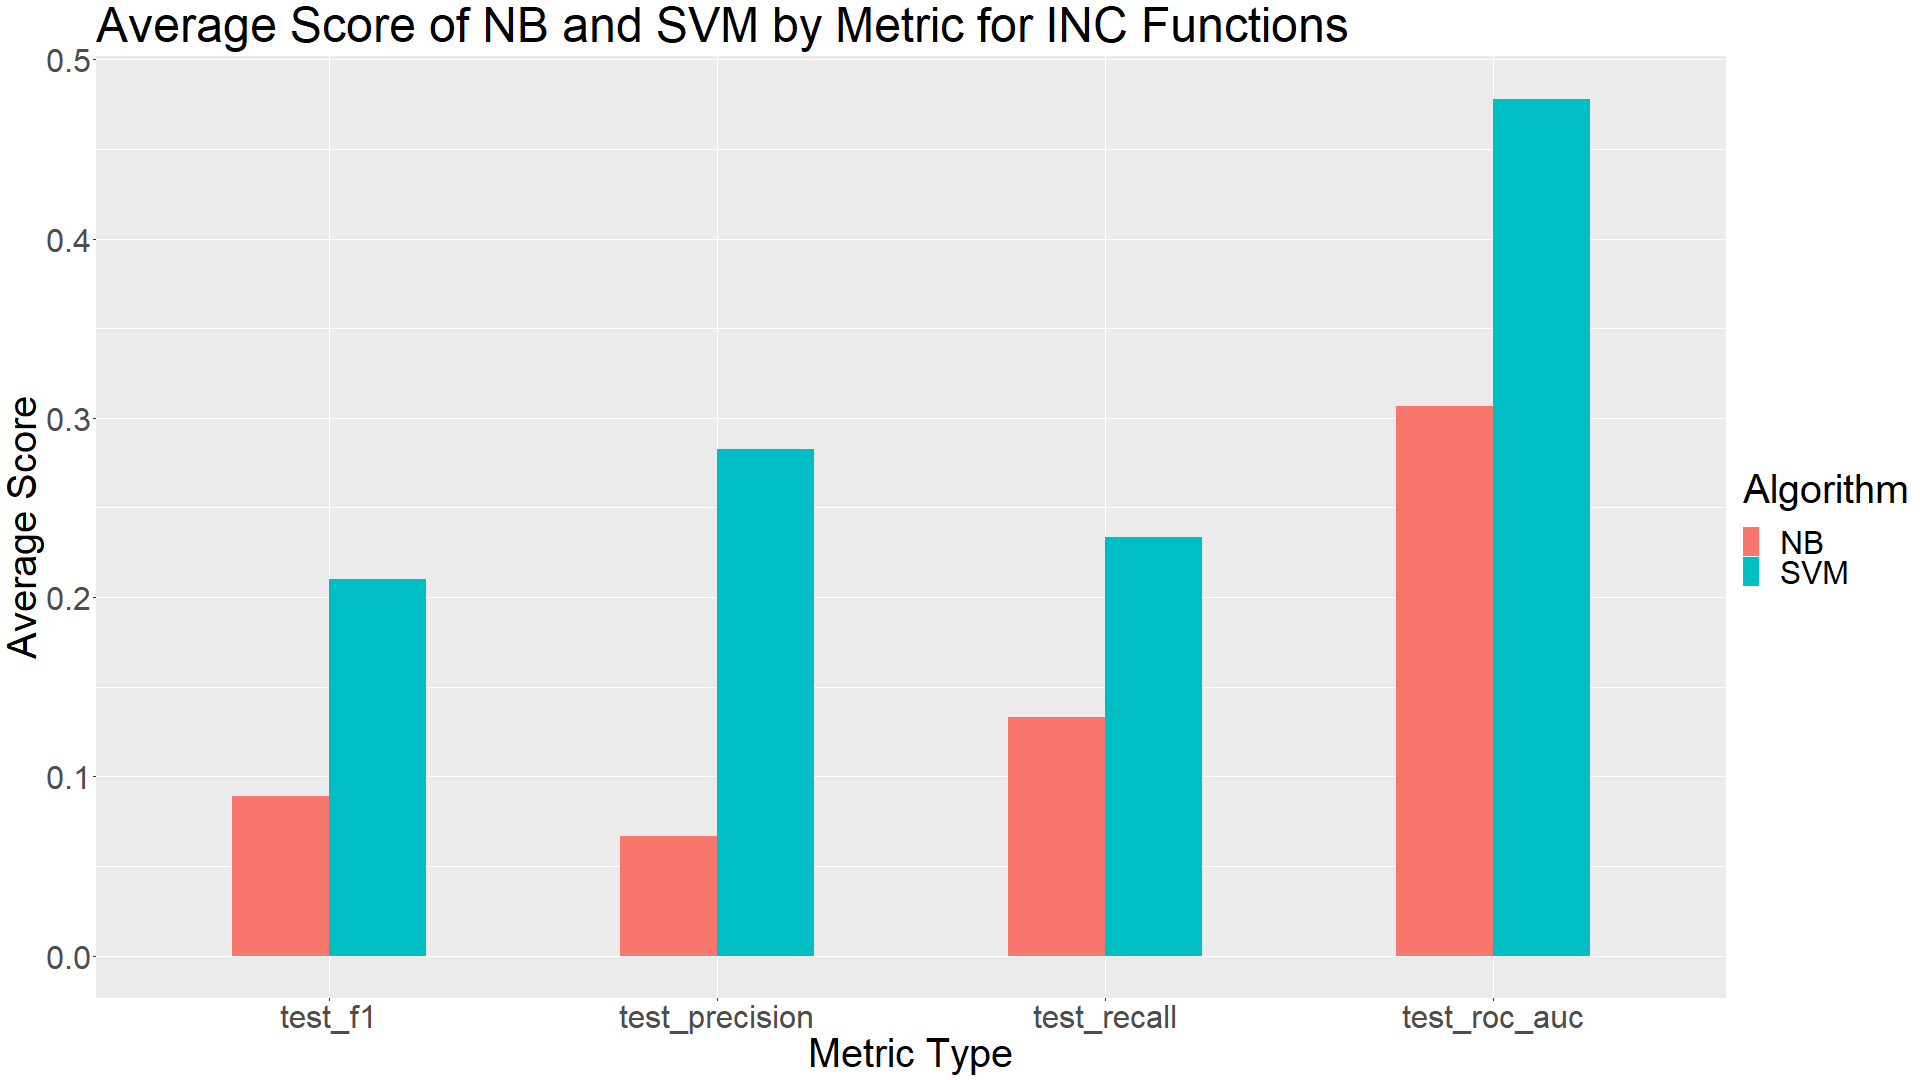 Average Score of NB and SVM by Metric for INC Functions
0.5
0.4
0.3
0.2
0.1
0.0
Average Score
test_f1 test_precision test_recall test_roc_auc
Metric Type
Algorithm
NB
SVM